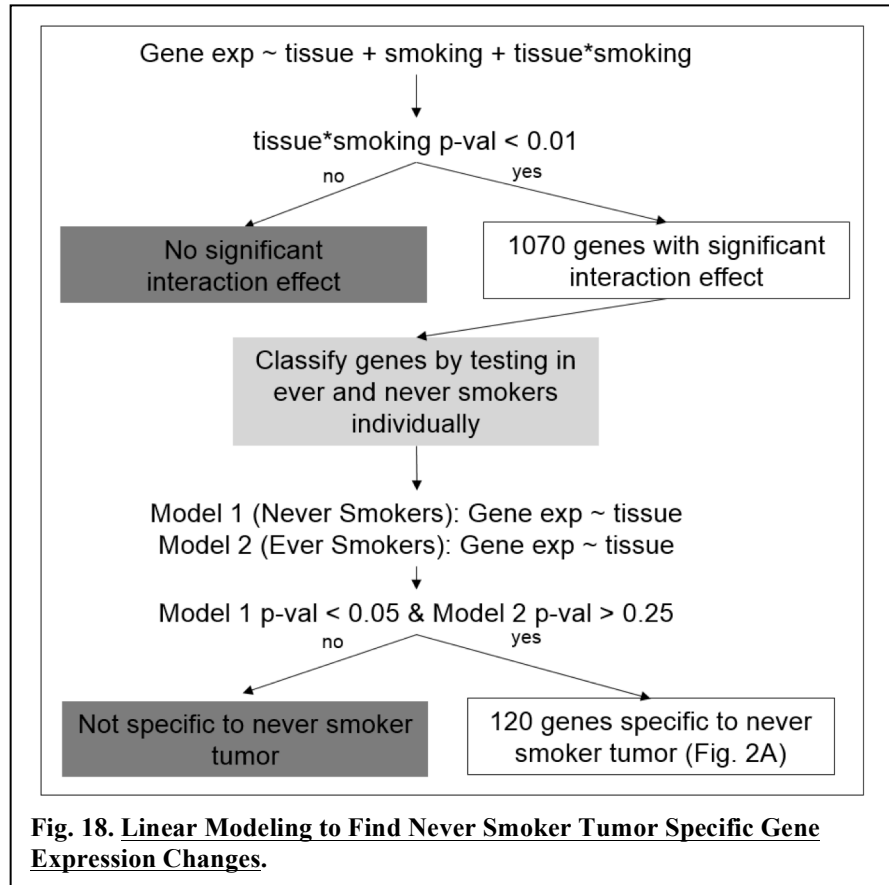 Gene exp ~ tissue + smoking + tissue*smoking
tissue*smoking p-val < 0.01
no
yes
No significant
interaction effect
1070 genes with significant
interaction effect
Classify genes by testing in
ever and never smokers
individually
Model 1 (Never Smokers): Gene exp ~ tissue
Model 2 (Ever Smokers): Gene exp ~ tissue
Model 1 p-val < 0.05 & Model 2 p-val > 0.25
no
yes
Not specific to never smoker
tumor
120 genes specific to never
smoker tumor (Fig. 2A)
Fig. 18. Linear Modeling to Find Never Smoker Tumor Specific Gene
Expression Changes.